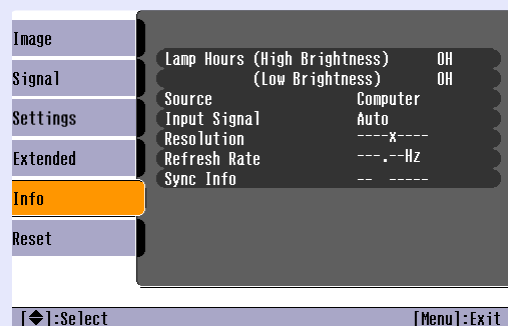 Image
Signal
Settings
Extended
Info
Reset
Lamp Hours (High Brightness) 0H
(Low Brightness) 0H
Source Computer
Input Signal Auto
Resolution ----x----
Refresh Rate ---.--Hz
Sync Info -- -----
[◆]:Select [Menu]:Exit